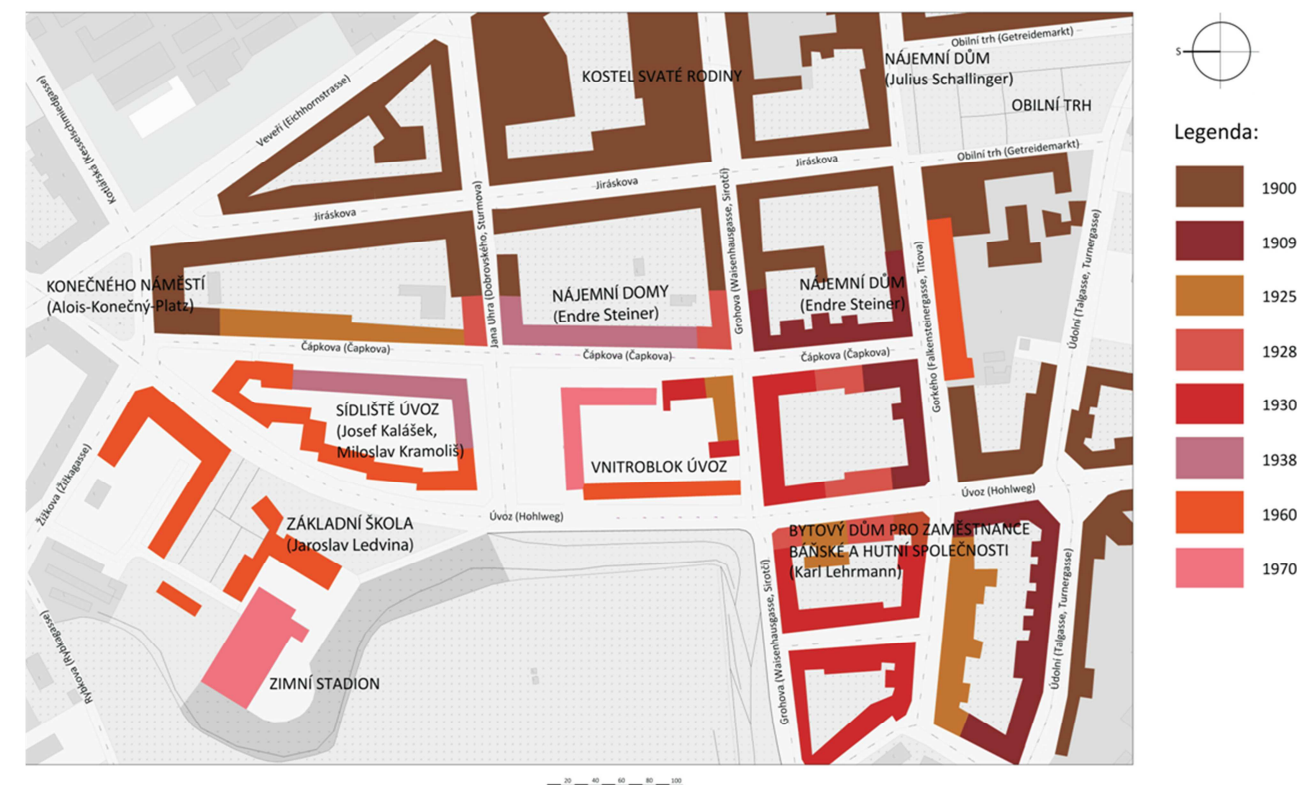 Kotlářská (Kesselschmiedgasse)
Veveří (Eichhornstrasse)
KOSTEL SVATÉ RODINY
Obilní trh (Getreidemarkt)
NÁJEMNÍ DŮM
(Julius Schallinger)
OBILNÍ TRH
Obilní trh (Getreidemarkt)
Jiráskova
Jiráskova
Jiráskova
Jana Uhra (Dobrovského, Sturmova)
Grohova (Waisenhausgasse, Sirotčí)
Gorkého (Falkensteinergasse, Titova)
Údolní (Talgasse, Turnergasse)
KONEČNÉHO NÁMĚSTÍ
(Alois-Konečný-Platz)
NÁJEMNÍ DOMY
(Endre Steiner)
NÁJEMNÍ DŮM
(Endre Steiner)
Čápkova (Čapkova)
Čápkova (Čapkova)
Čápkova (Čapkova)
SÍDLIŠTĚ ÚVOZ
(Josef Kalášek,
Miloslav Kramoliš)
VNITROBLOK ÚVOZ
Žižkova (Žižkagasse)
Úvoz (Hohlweg)
Úvoz (Hohlweg)
ZÁKLADNÍ ŠKOLA
(Jaroslav Ledvina)
BYTOVÝ DŮM PRO ZAMĚSTNANCE
BÁŇSKÉ A HUTNÍ SPOLEČNOSTI
(Karl Lehrmann)
Grohova (Waisenhausgasse, Sirotčí)
Údolní (Talgasse, Turnergasse)
Rybkova (Rybkagasse)
ZIMNÍ STADION
20 40 60 80 100
S
Legenda:
1900
1909
1925
1928
1930
1938
1960
1970